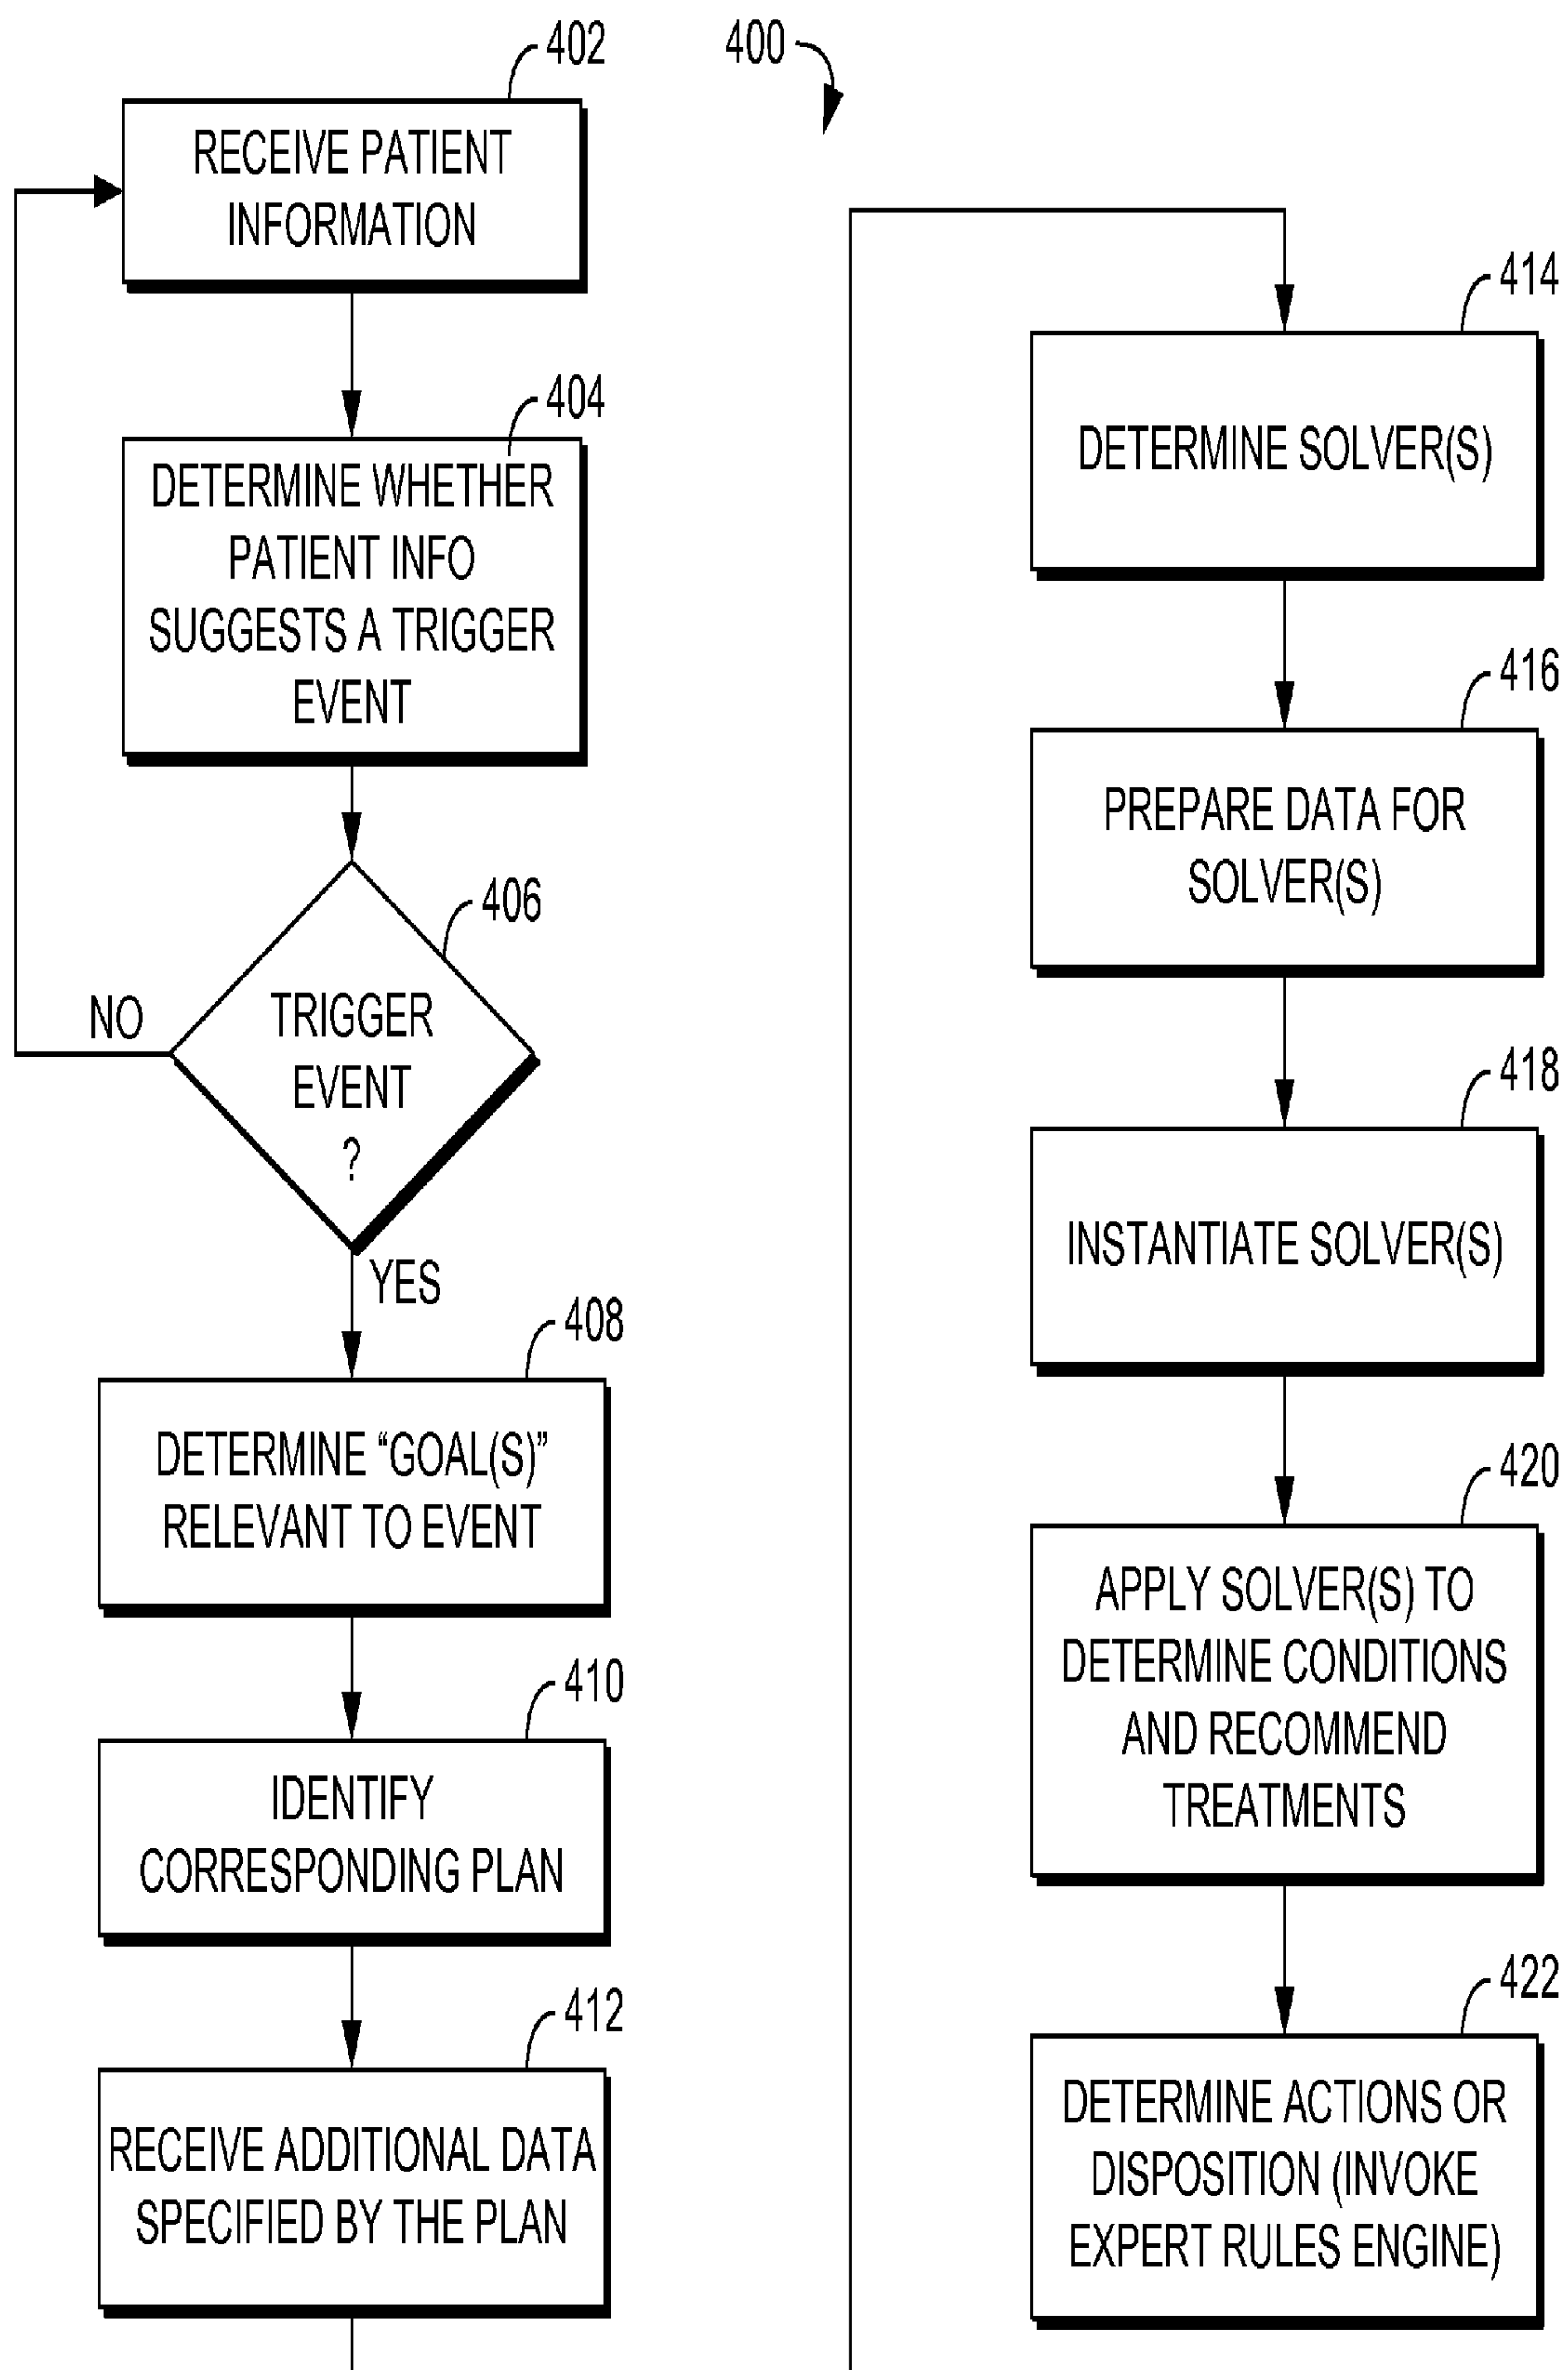 402
RECEIVE PATIENT
INFORMATION
404
DETERMINE WHETHER
PATIENT INFO
SUGGESTS A TRIGGER
EVENT
406
TRIGGER
EVENT
?
NO
YES
408
DETERMINE “GOAL(S)”
RELEVANT TO EVENT
410
IDENTIFY
CORRESPONDING PLAN
412
RECEIVE ADDITIONAL DATA
SPECIFIED BY THE PLAN
400
414
DETERMINE SOLVER(S)
416
PREPARE DATA FOR
SOLVER(S)
418
INSTANTIATE SOLVER(S)
420
APPLY SOLVER(S) TO
DETERMINE CONDITIONS
AND RECOMMEND
TREATMENTS
422
DETERMINE ACTIONS OR
DISPOSITION (INVOKE
EXPERT RULES ENGINE)